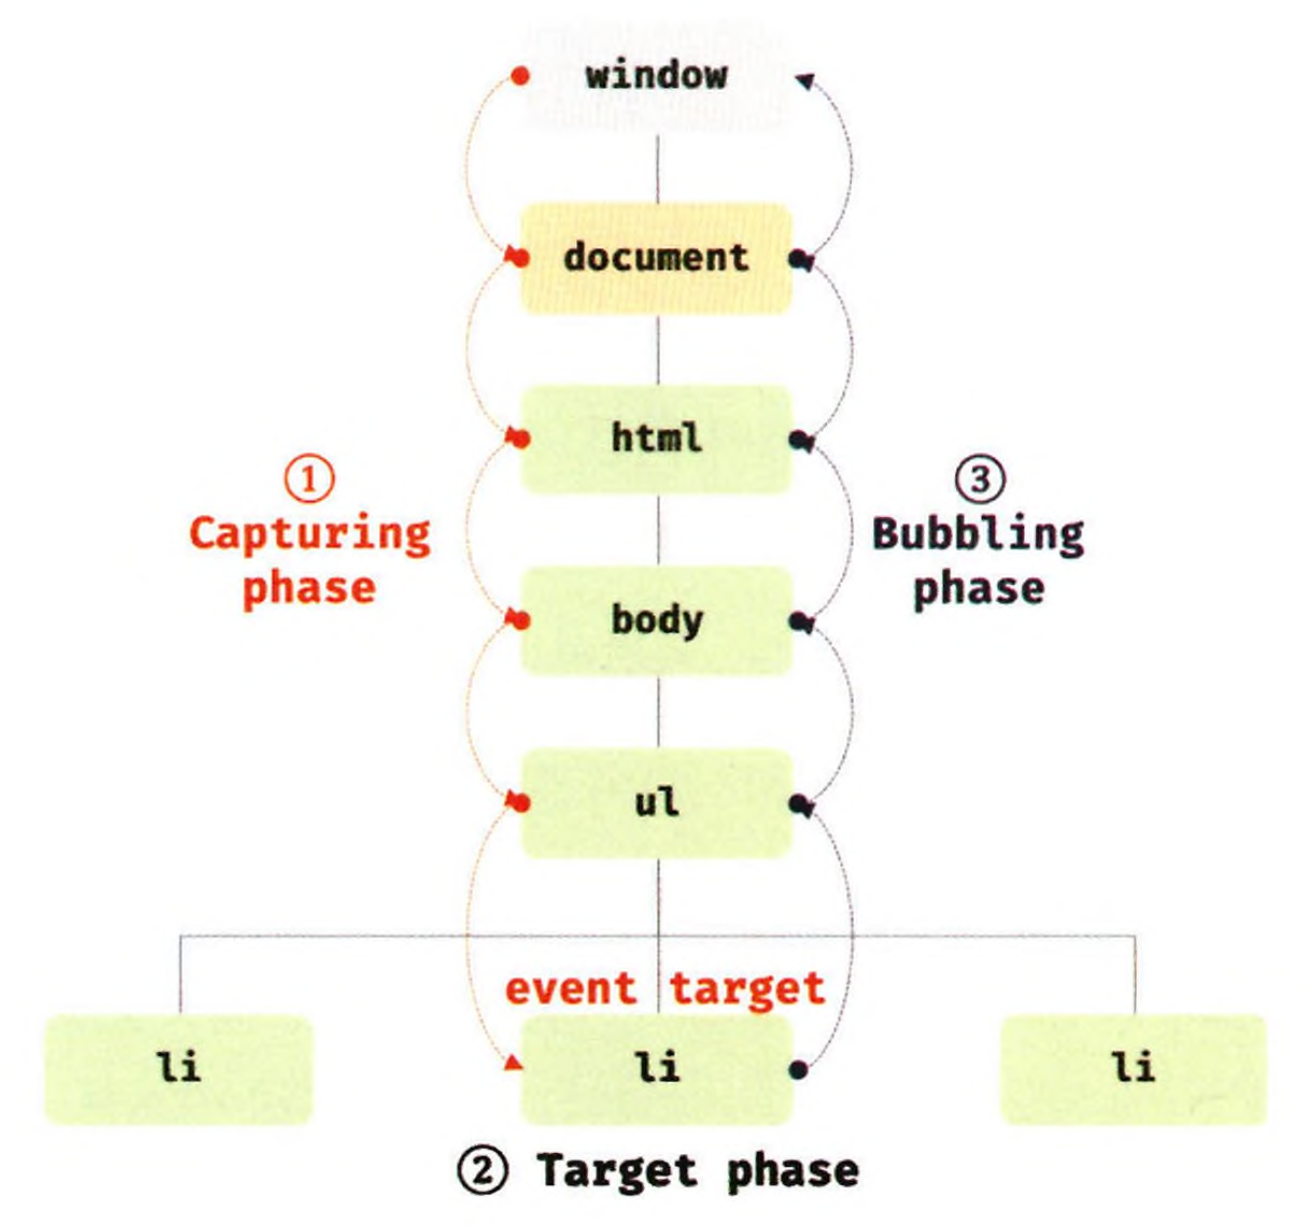 window
document
html
①
Capturing
phase
③
Bubbling
phase
body
ul
event target
li
li
li
② Target phase